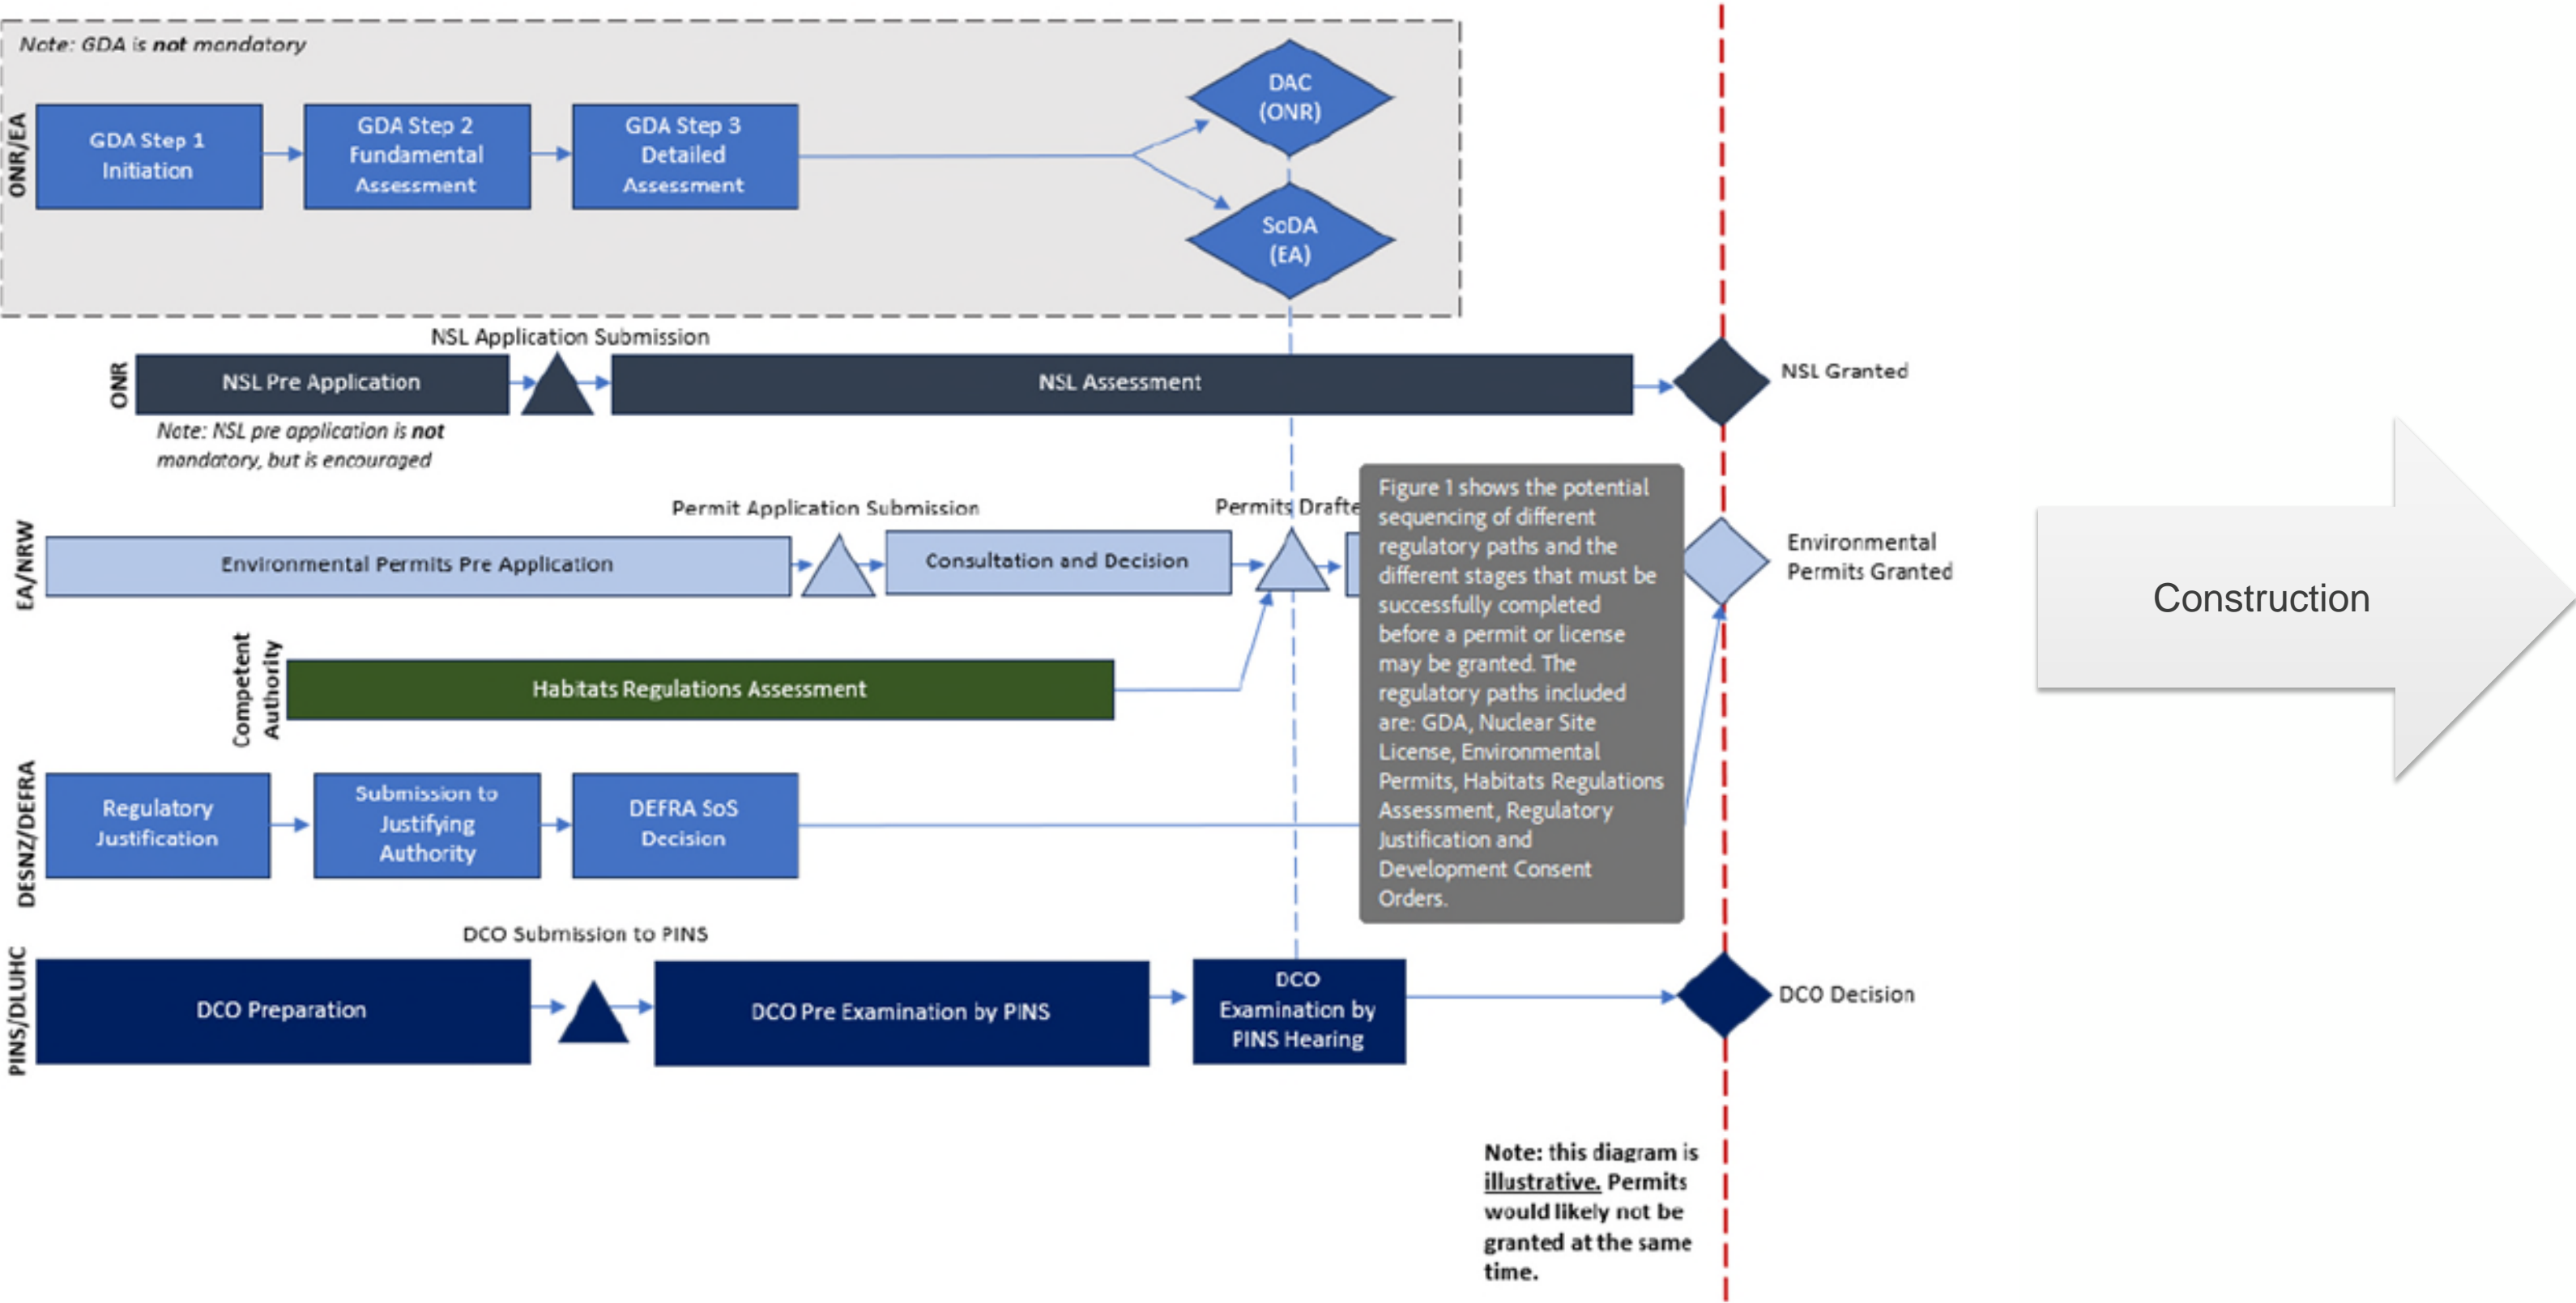 Note: GDA is not mandatory
ONR/EA
GDA Step 1
Initiation
GDA Step 2
Fundamental
Assessment
GDA Step 3
Detailed
Assessment
DAC
(ONR)
SoDA
(EA)
NSL Application Submission
ONR
NSL Pre Application
NSL Assessment
NSL Granted
Note: NSL pre application is not
mandatory, but is encouraged
Permit Application Submission
Permits Drafte
EA/NRW
Environmental Permits Pre Application
Consultation and Decision
Environmental
Permits Granted
Figure 1 shows the potential
sequencing of different
regulatory paths and the
different stages that must be
successfully completed
before a permit or license
may be granted. The
regulatory paths included
are: GDA, Nuclear Site
License, Environmental
Permits, Habitats Regulations
Assessment, Regulatory
Justification and
Development Consent
Orders.
Construction
Competent
Authority
Habitats Regulations Assessment
DESNZ/DEFRA
Regulatory
Justification
Submission to
Justifying
Authority
DEFRA SoS
Decision
DCO Submission to PINS
PINS/DLUHC
DCO Preparation
DCO Pre Examination by PINS
DCO
Examination by
PINS Hearing
DCO Decision
Note: this diagram is
illustrative. Permits
would likely not be
granted at the same
time.